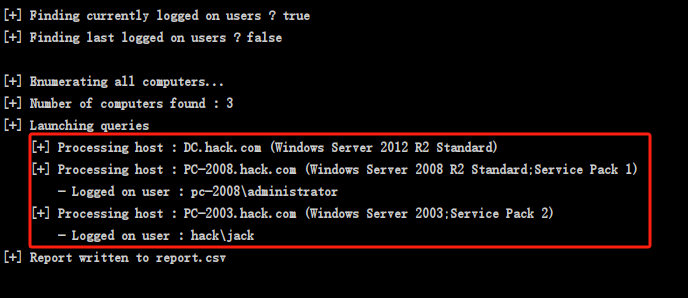 [+] Finding currently logged on users ? true
[+] Finding last logged on users ? false
[+] Enumerating all computers...
[+] Number of computers found : 3
[+] Launching queries
[+] Processing host : DC.hack.com (Windows Server 2012 R2 Standard)
[+] Processing host : PC-2008.hack.com (Windows Server 2008 R2 Standard;Service Pack 1)
- Logged on user : pc-2008\administrator
[+] Processing host : PC-2003.hack.com (Windows Server 2003;Service Pack 2)
- Logged on user : hack\jack
[+] Report written to report.csv